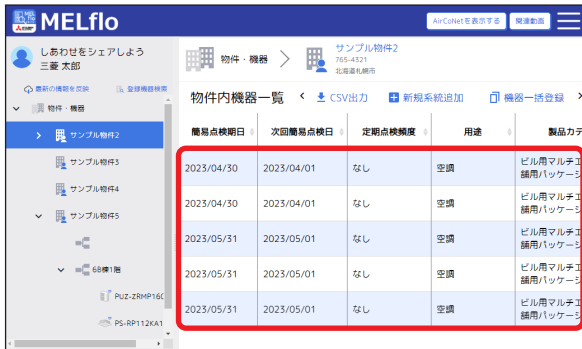 MELflo
AirCoNetを表示する
関連動画
しあわせをシェアしよう
三菱 太郎
最新の情報を反映
登録機器検索
物件・機器
サンプル物件2
サンプル物件3
サンプル物件4
サンプル物件5
6B棟1階
PUZ-ZRMP160
PS-RP112KA1
物件・機器
サンプル物件2
765-4321
北海道札幌市
物件内機器一覧
CSV出力
新規系統追加
機器一括登録
簡易点検期日 次回簡易点検日 定期点検頻度 用途 製品カテ
2023/04/30 2023/04/01 なし 空調 ビル用マルチエ
舗用パッケージ
2023/04/30 2023/04/01 なし 空調 ビル用マルチエ
舗用パッケージ
2023/05/31 2023/05/01 なし 空調 ビル用マルチエ
舗用パッケージ
2023/05/31 2023/05/01 なし 空調 ビル用マルチエ
舗用パッケージ
2023/05/31 2023/05/01 なし 空調 ビル用マルチエ
舗用パッケージ